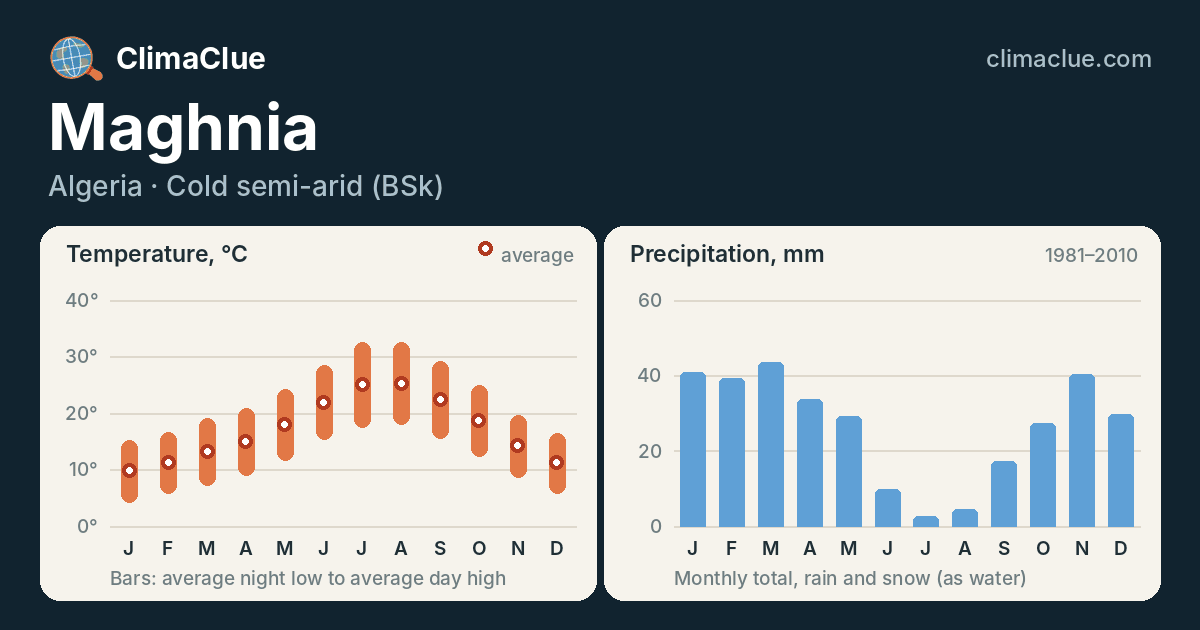 ClimaClue
climaclue.com
Maghnia
Algeria · Cold semi-arid (BSk)
Temperature, °C
average
40°
30°
20°
10°
0°
J F M A M J J A S O N D
Bars: average night low to average day high
Precipitation, mm
1981–2010
60
40
20
0
J F M A M J J A S O N D
Monthly total, rain and snow (as water)